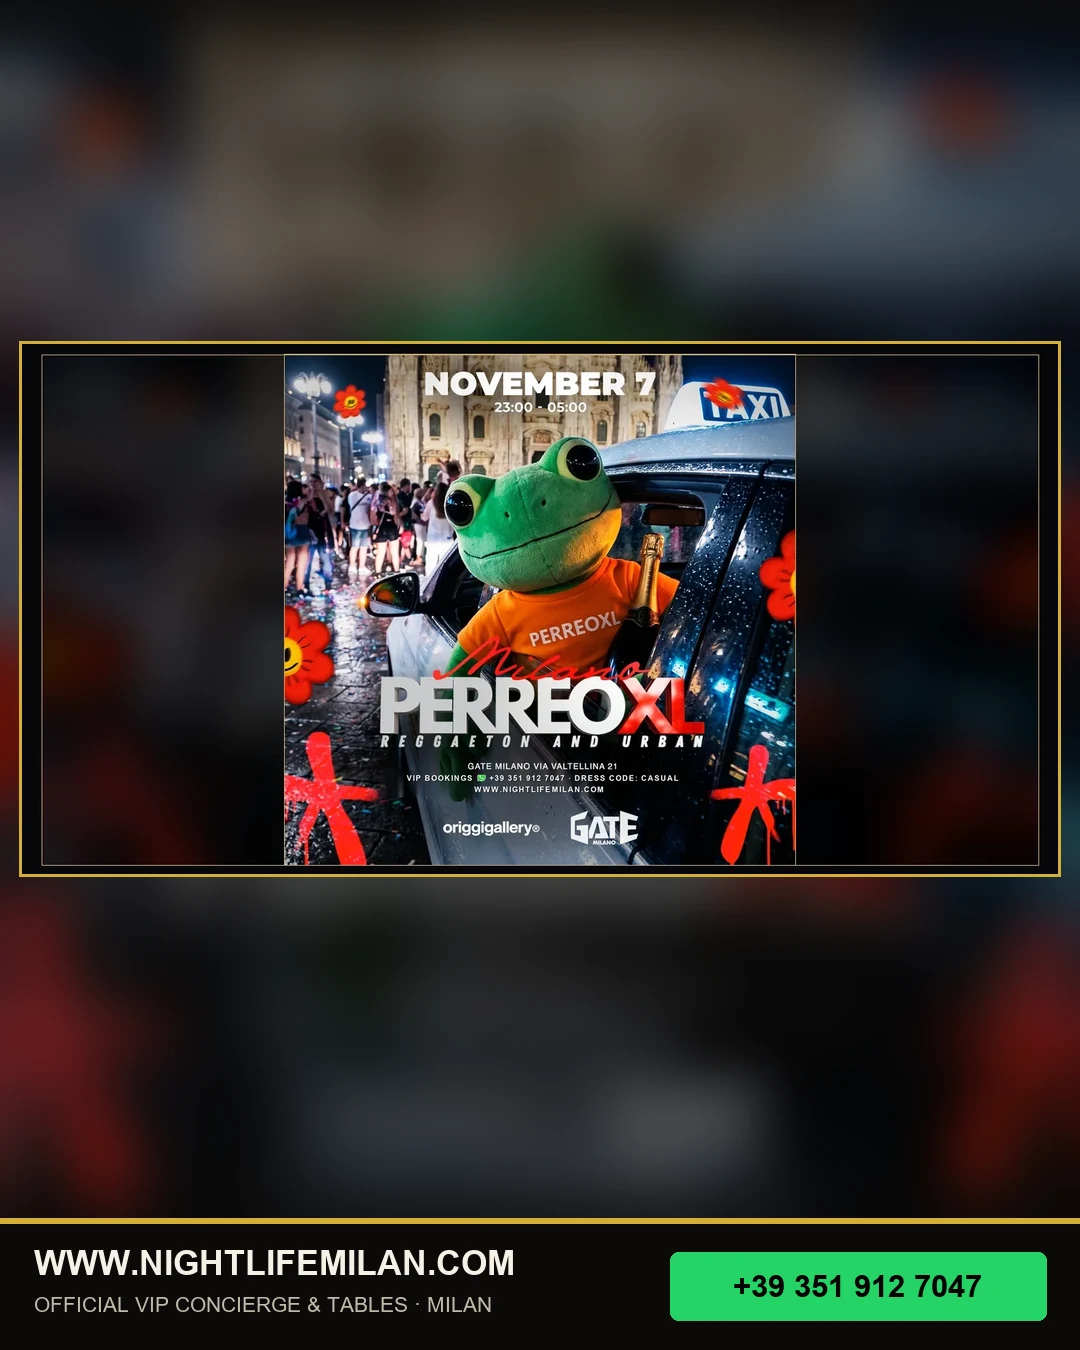 NOVEMBER 7
23:00 - 05:00
TAXI
PERREOXL
Milano
PERREOXL
REGGAETON AND URBAN
GATE MILANO VIA VALTELLINA 21
VIP BOOKINGS +39 351 912 7047 · DRESS CODE: CASUAL
WWW.NIGHTLIFEMILAN.COM
origgigallery®
GATE
MILANO
WWW.NIGHTLIFEMILAN.COM
OFFICIAL VIP CONCIERGE & TABLES · MILAN
+39 351 912 7047